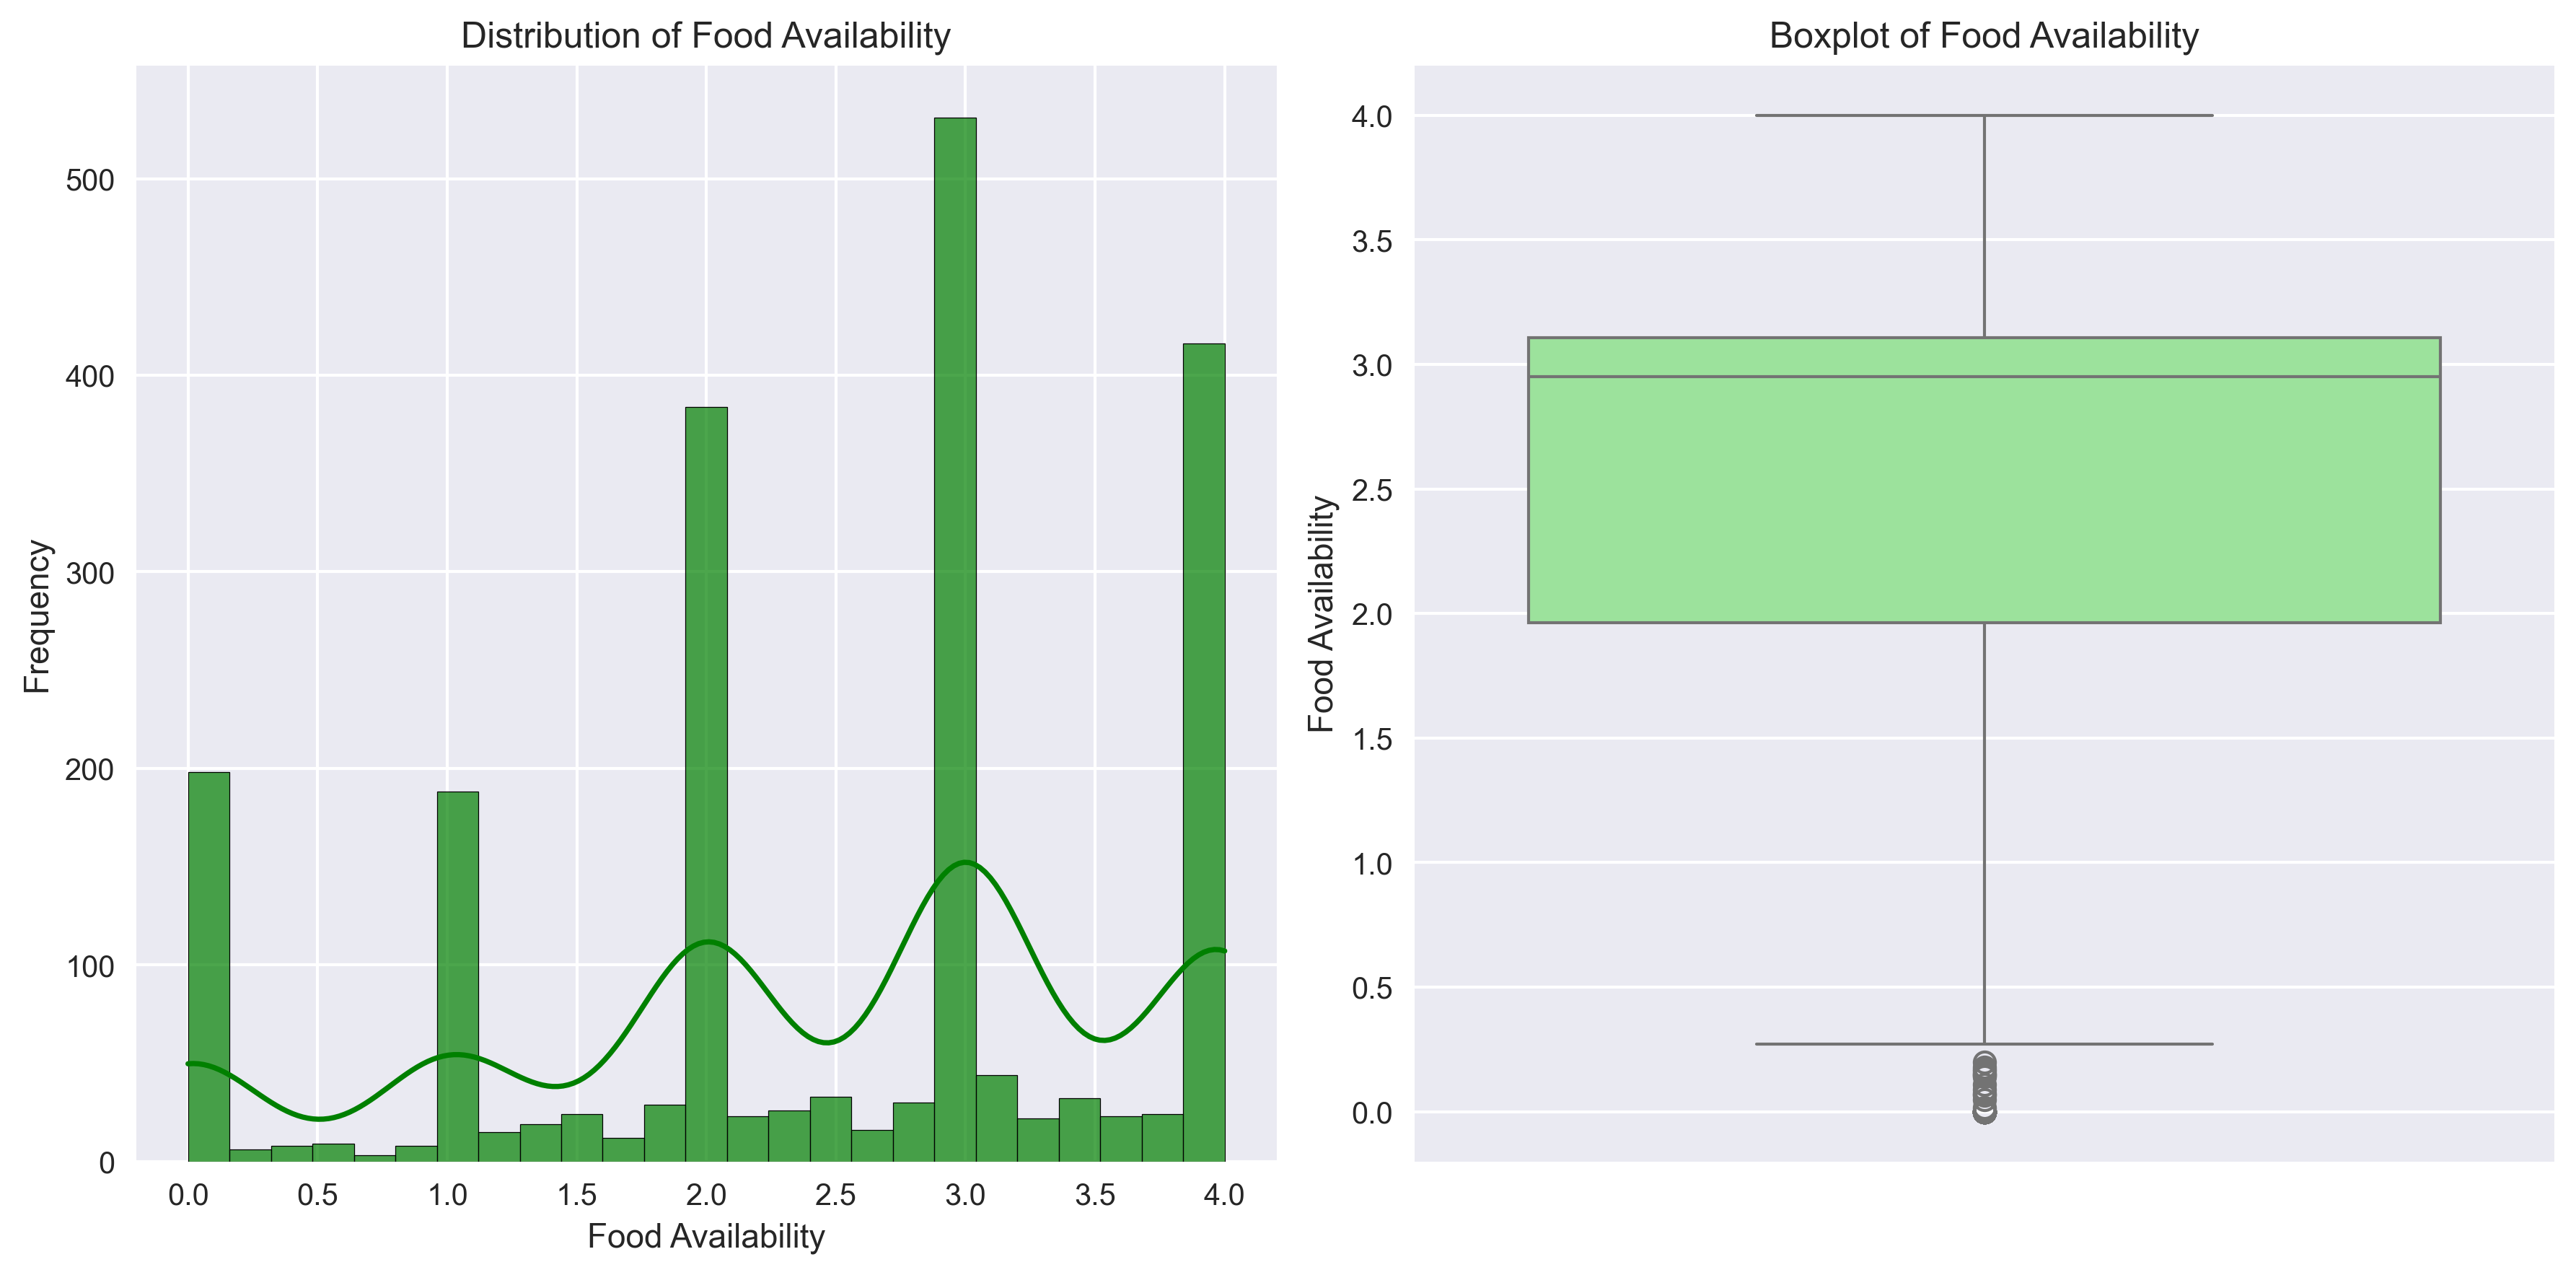 Distribution of Food Availability
Frequency
500
400
300
200
100
0
0.0 0.5 1.0 1.5 2.0 2.5 3.0 3.5 4.0
Food Availability
Boxplot of Food Availability
Food Availability
4.0
3.5
3.0
2.5
2.0
1.5
1.0
0.5
0.0